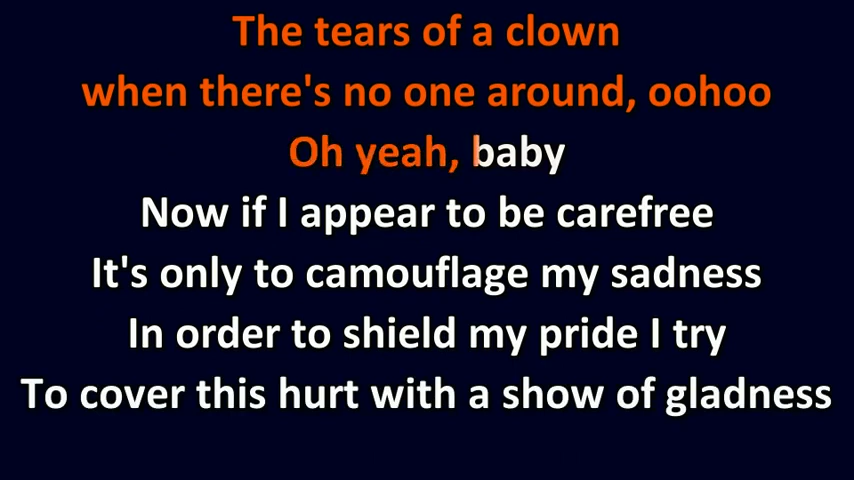 The tears of a clown
when there's no one around, oohoo
Oh yeah, baby
Now if I appear to be carefree
It's only to camouflage my sadness
In order to shield my pride I try
To cover this hurt with a show of gladness